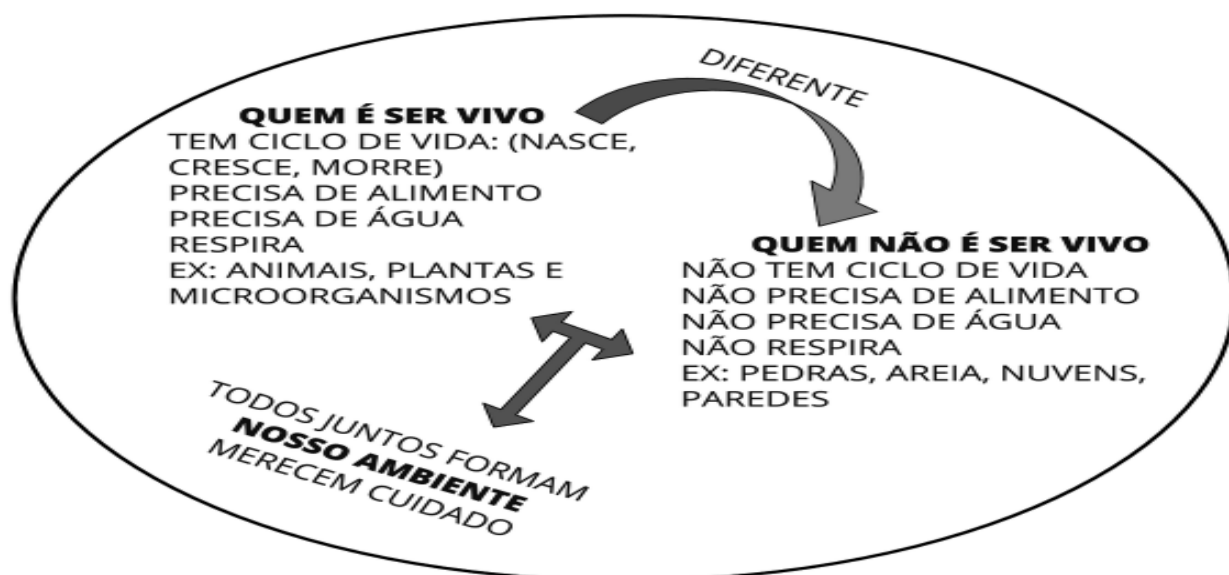 DIFERENTE
QUEM É SER VIVO
TEM CICLO DE VIDA: (NASCE,
CRESCE, MORRE)
PRECISA DE ALIMENTO
PRECISA DE ÁGUA
RESPIRA
EX: ANIMAIS, PLANTAS E
MICROORGANISMOS
QUEM NÃO É SER VIVO
NÃO TEM CICLO DE VIDA
NÃO PRECISA DE ALIMENTO
NÃO PRECISA DE ÁGUA
NÃO RESPIRA
EX: PEDRAS, AREIA, NUVENS,
PAREDES
TODOS JUNTOS FORMAM
NOSSO AMBIENTE
MERECEM CUIDADO